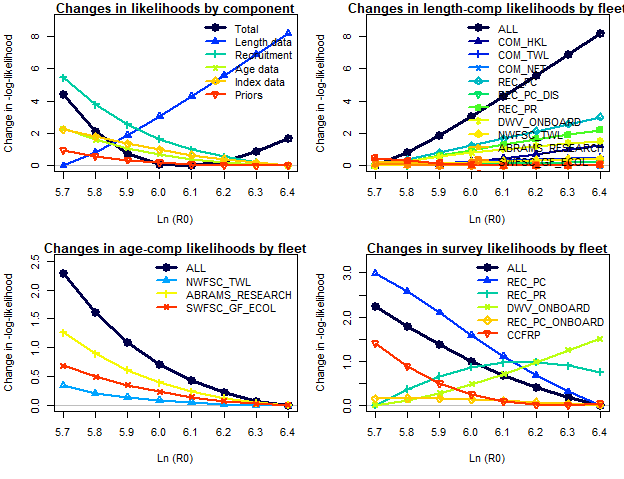 Changes in likelihoods by component
Change in -log-likelihood
8
6
4
2
0
Total
Length data
Recruitment
Age data
Index data
Priors
5.7 5.8 5.9 6.0 6.1 6.2 6.3 6.4
Ln (R0)
Changes in length-comp likelihoods by fleet
Change in -log-likelihood
8
6
4
2
0
ALL
COM_HKL
COM_TWL
COM_NET
REC_PC
REC_PC_DIS
REC_PR
DWV_ONBOARD
NWFSC_TWL
ABRAMS_RESEARCH
SWFSC_GF_ECOL
5.7 5.8 5.9 6.0 6.1 6.2 6.3 6.4
Ln (R0)
Changes in age-comp likelihoods by fleet
Change in -log-likelihood
2.5
2.0
1.5
1.0
0.5
0.0
ALL
NWFSC_TWL
ABRAMS_RESEARCH
SWFSC_GF_ECOL
5.7 5.8 5.9 6.0 6.1 6.2 6.3 6.4
Ln (R0)
Changes in survey likelihoods by fleet
Change in -log-likelihood
3.0
2.0
1.0
0.0
ALL
REC_PC
REC_PR
DWV_ONBOARD
REC_PC_ONBOARD
CCFRP
5.7 5.8 5.9 6.0 6.1 6.2 6.3 6.4
Ln (R0)